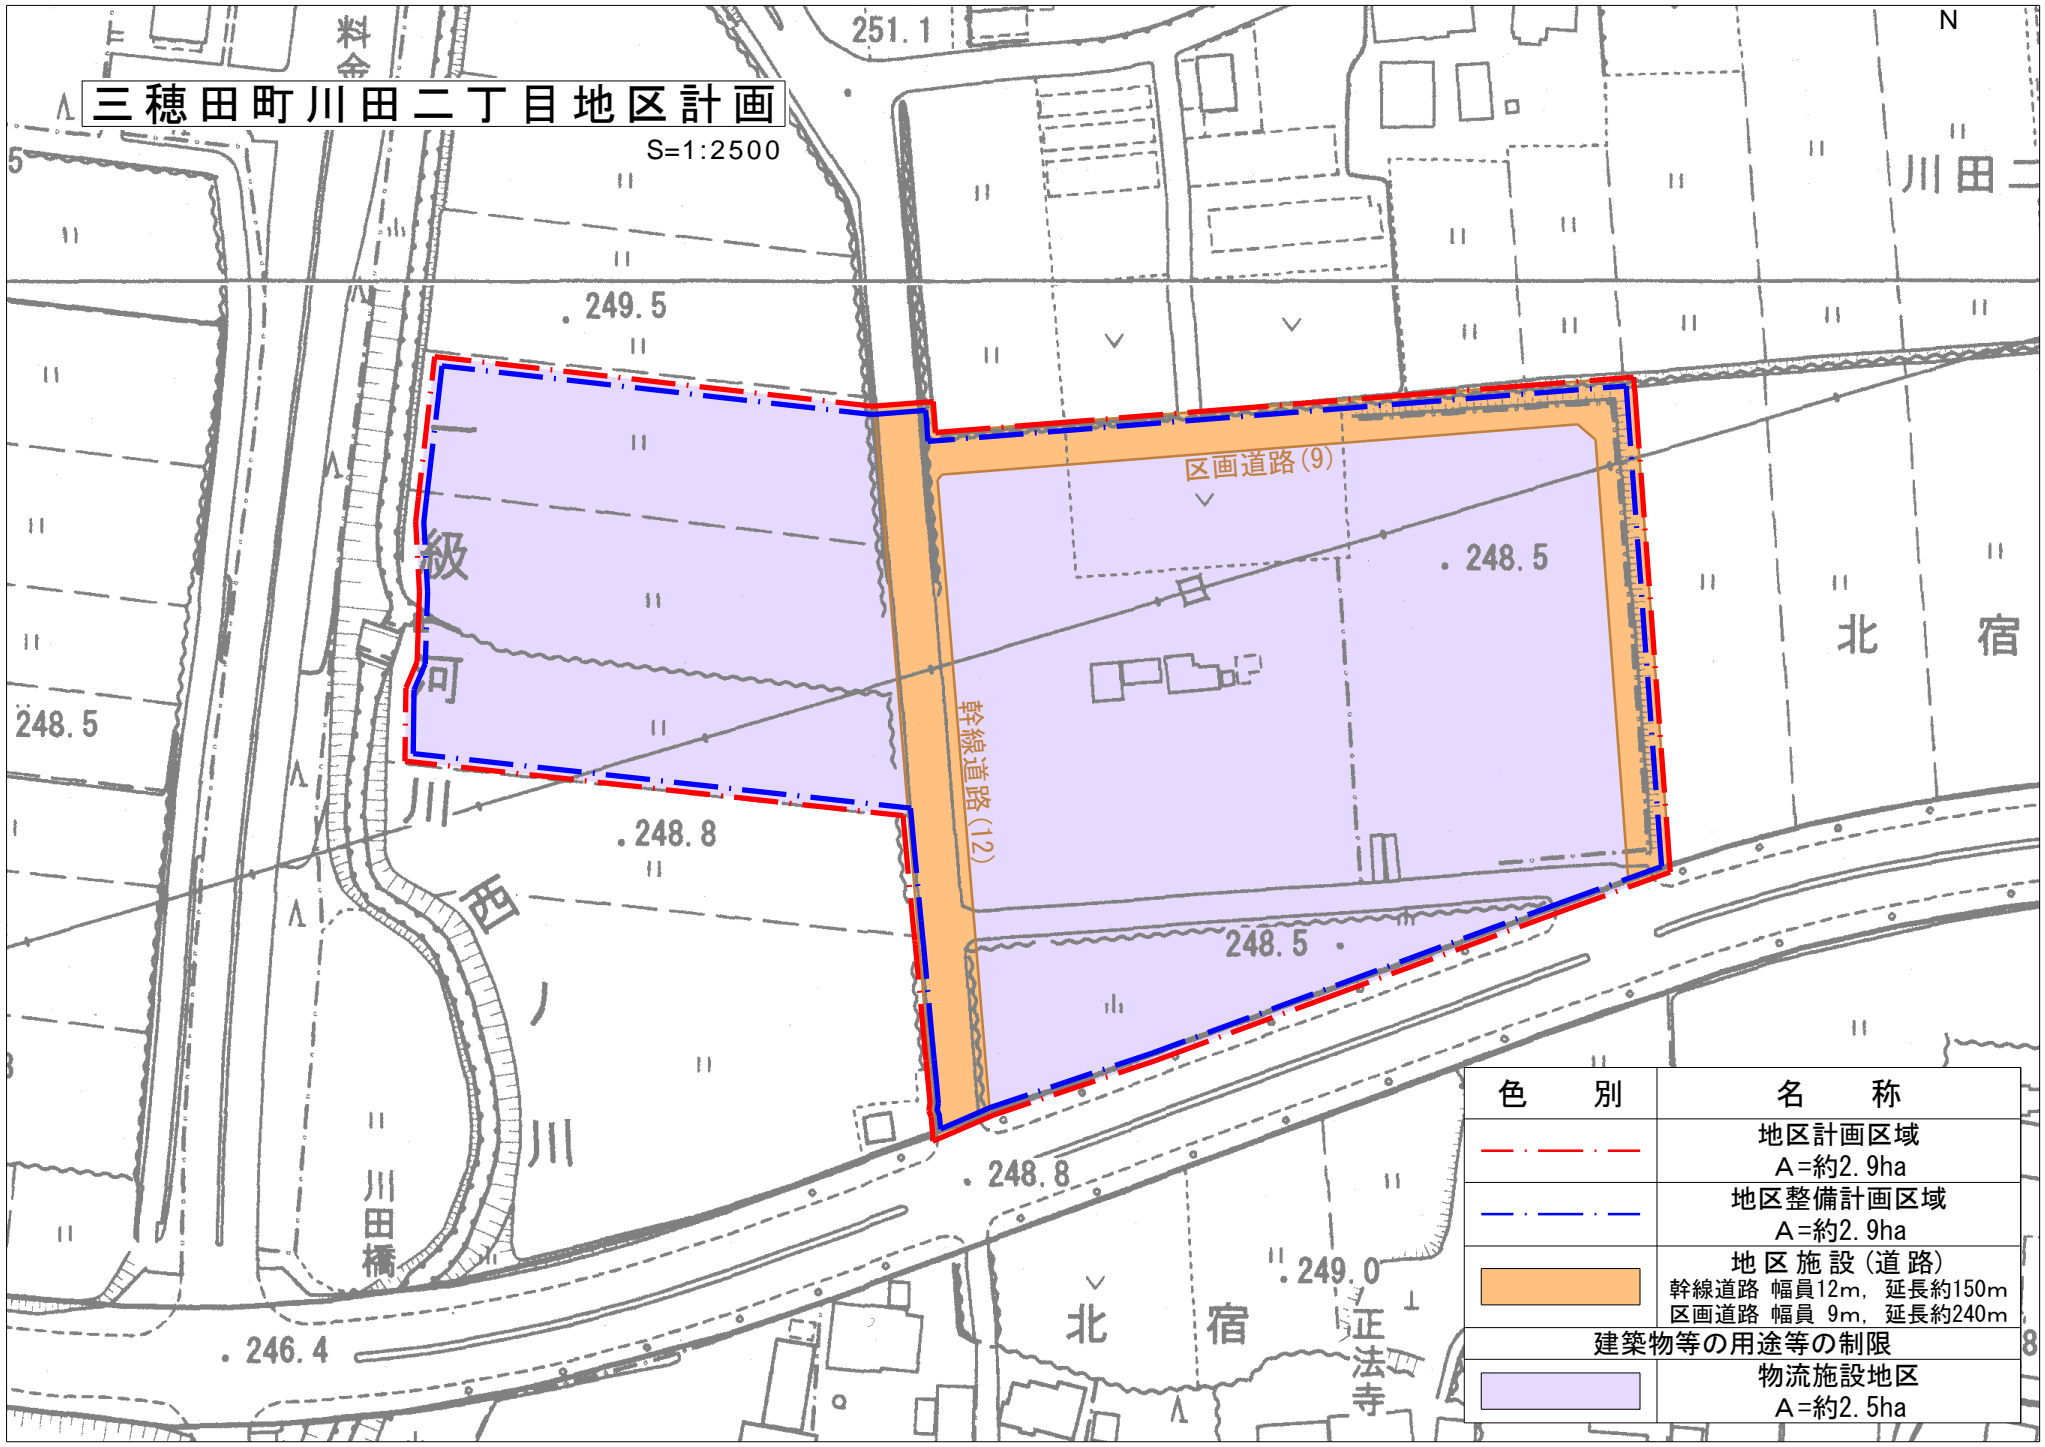 N
251.1
料金
三穂田町川田二丁目地区計画
S=1:2500
5
川田二
249.5
区画道路(9)
一級河川
248.5
北宿
248.5
幹線道路(12)
248.8
西ノ川
248.5
248.8
川田橋
249.0
北宿
正法寺
246.4
色別 名称
地区計画区域
A=約2.9ha
地区整備計画区域
A=約2.9ha
地区施設(道路)
幹線道路 幅員12m, 延長約150m
区画道路 幅員 9m, 延長約240m
建築物等の用途等の制限
物流施設地区
A=約2.5ha
8